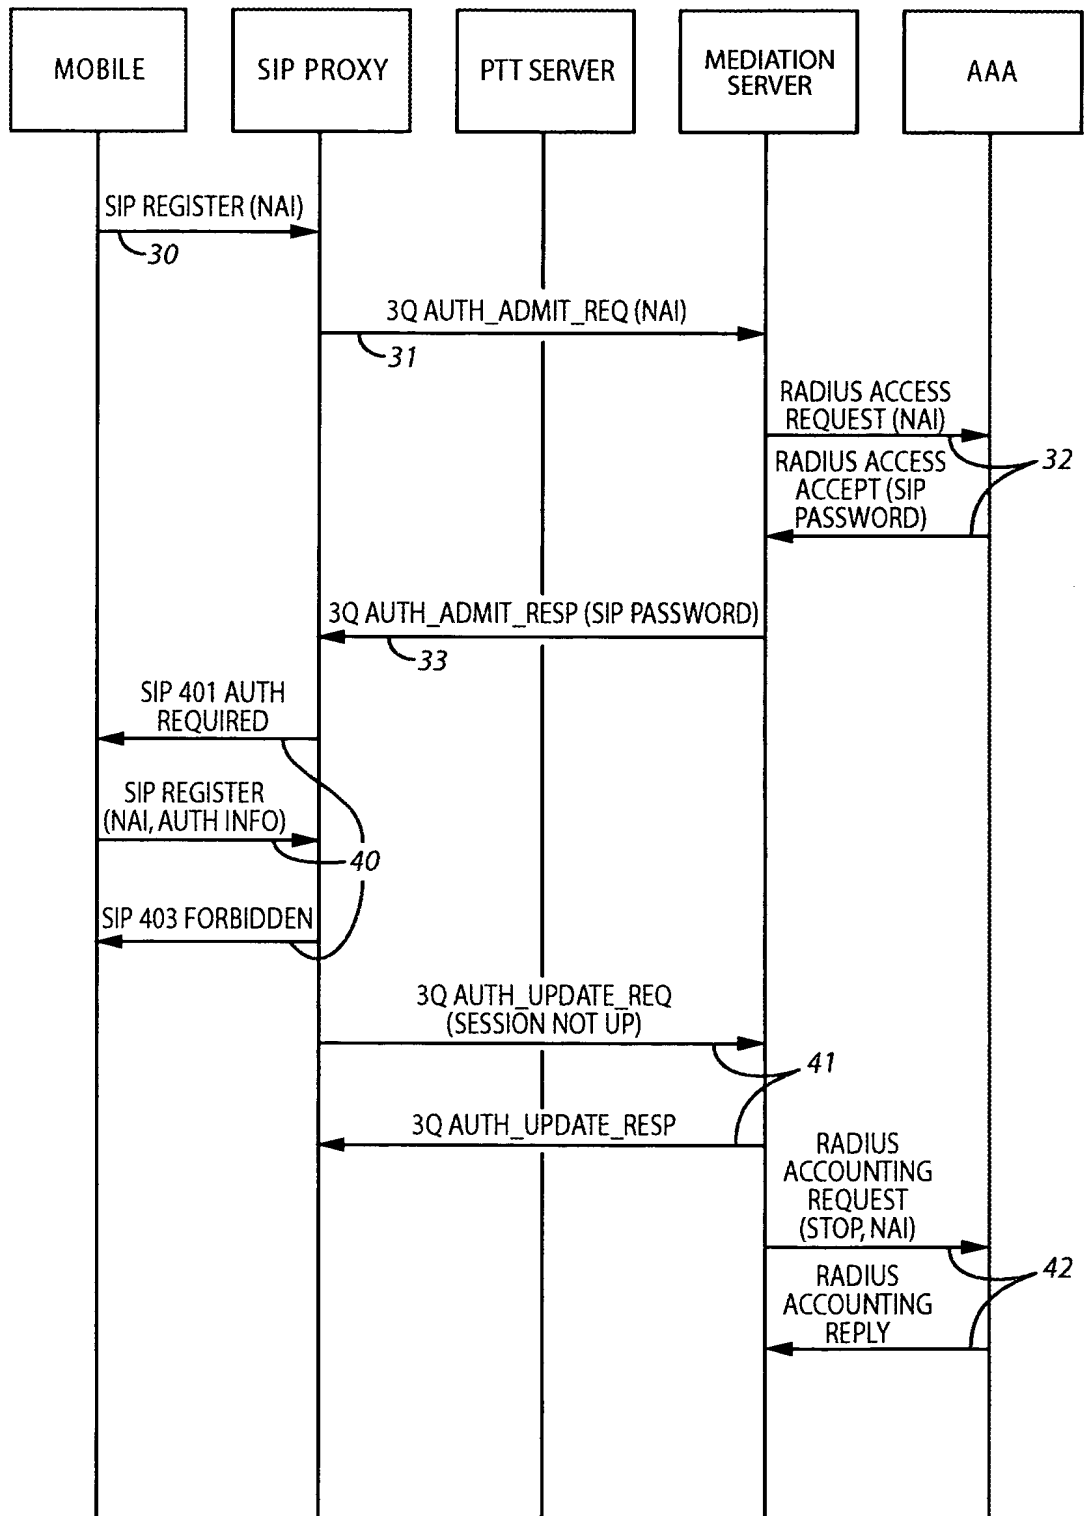 MOBILE
SIP PROXY
PTT SERVER
MEDIATION
SERVER
AAA
SIP REGISTER (NAI)
30
3Q AUTH_ADMIT_REQ (NAI)
31
RADIUS ACCESS
REQUEST (NAI)
32
RADIUS ACCESS
ACCEPT (SIP
PASSWORD)
3Q AUTH_ADMIT_RESP (SIP PASSWORD)
33
SIP 401 AUTH
REQUIRED
SIP REGISTER
(NAI, AUTH INFO)
40
SIP 403 FORBIDDEN
3Q AUTH_UPDATE_REQ
(SESSION NOT UP)
41
3Q AUTH_UPDATE_RESP
RADIUS
ACCOUNTING
REQUEST
(STOP, NAI)
42
RADIUS
ACCOUNTING
REPLY